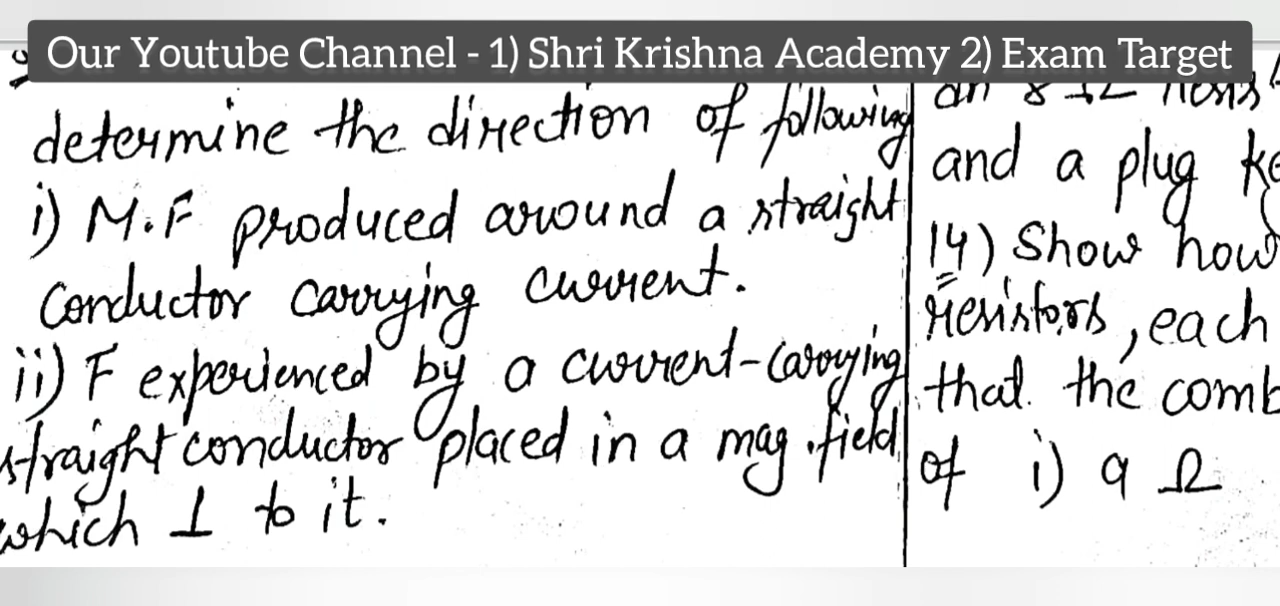 Our Youtube Channel - 1) Shri Krishna Academy 2) Exam Target
determine the direction of following
i) M.F produced around a straight
conductor carrying current.
ii) F experienced by a current-carrying
straight conductor placed in a mag. field
which ⊥ to it.
an 8 Ω
and a plug
14) Show how
resistors, each
that the comb
of i) 9 Ω